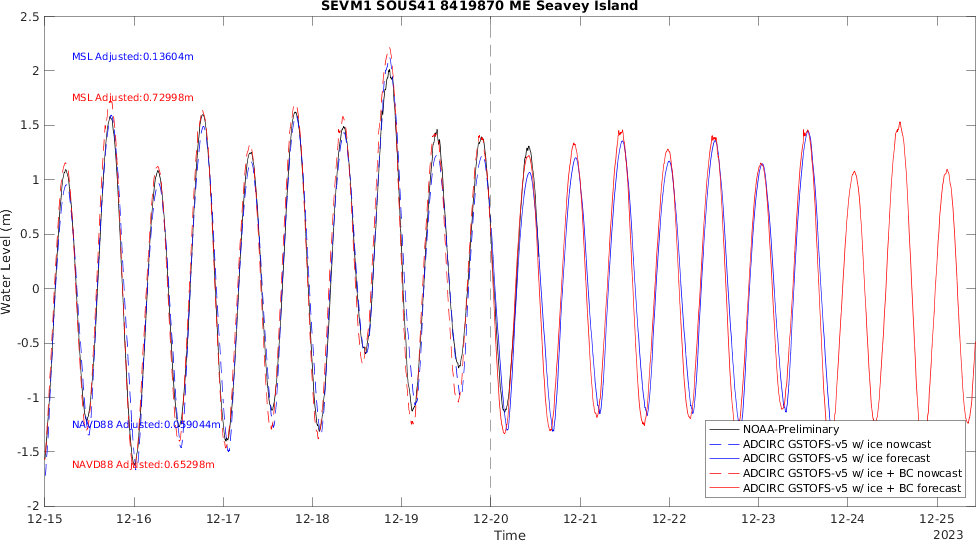 SEVM1 SOUS41 8419870 ME Seavey Island
2.5
2
1.5
1
0.5
0
-0.5
-1
-1.5
-2
Water Level (m)
MSL Adjusted:0.13604m
MSL Adjusted:0.72998m
NAVD88 Adjusted:0.059044m
NAVD88 Adjusted:0.65298m
NOAA-Preliminary
ADCIRC GSTOFS-v5 w/ ice nowcast
ADCIRC GSTOFS-v5 w/ ice forecast
ADCIRC GSTOFS-v5 w/ ice + BC nowcast
ADCIRC GSTOFS-v5 w/ ice + BC forecast
12-15 12-16 12-17 12-18 12-19 12-20 12-21 12-22 12-23 12-24 12-25
Time
2023